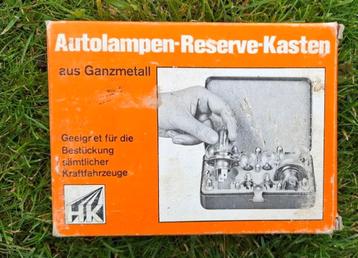 Autolampen-Reserve-Kasten
aus Ganzmetall
Geeignet für die
Bestückung
sämtlicher
Kraftfahrzeuge
HK